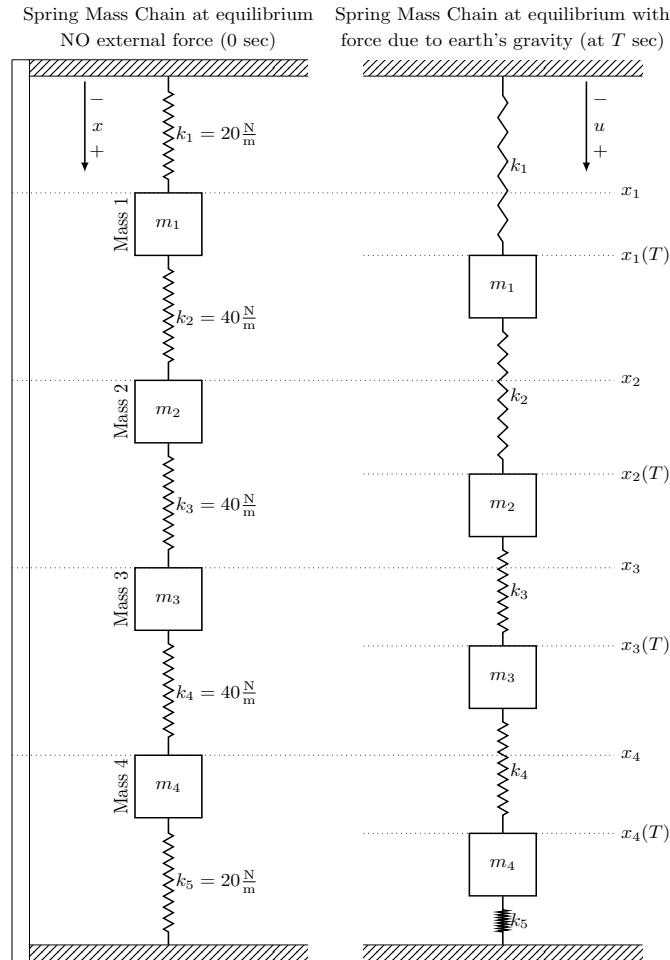 Spring Mass Chain at equilibrium
NO external force (0 sec)
Spring Mass Chain at equilibrium with
force due to earth's gravity (at T sec)
−
x
+
k₁ = 20 N/m
Mass 1
m₁
k₂ = 40 N/m
Mass 2
m₂
k₃ = 40 N/m
Mass 3
m₃
k₄ = 40 N/m
Mass 4
m₄
k₅ = 20 N/m
−
u
+
k₁
x₁
x₁(T)
m₁
x₂
k₂
x₂(T)
m₂
x₃
k₃
x₃(T)
m₃
x₄
k₄
x₄(T)
m₄
k₅